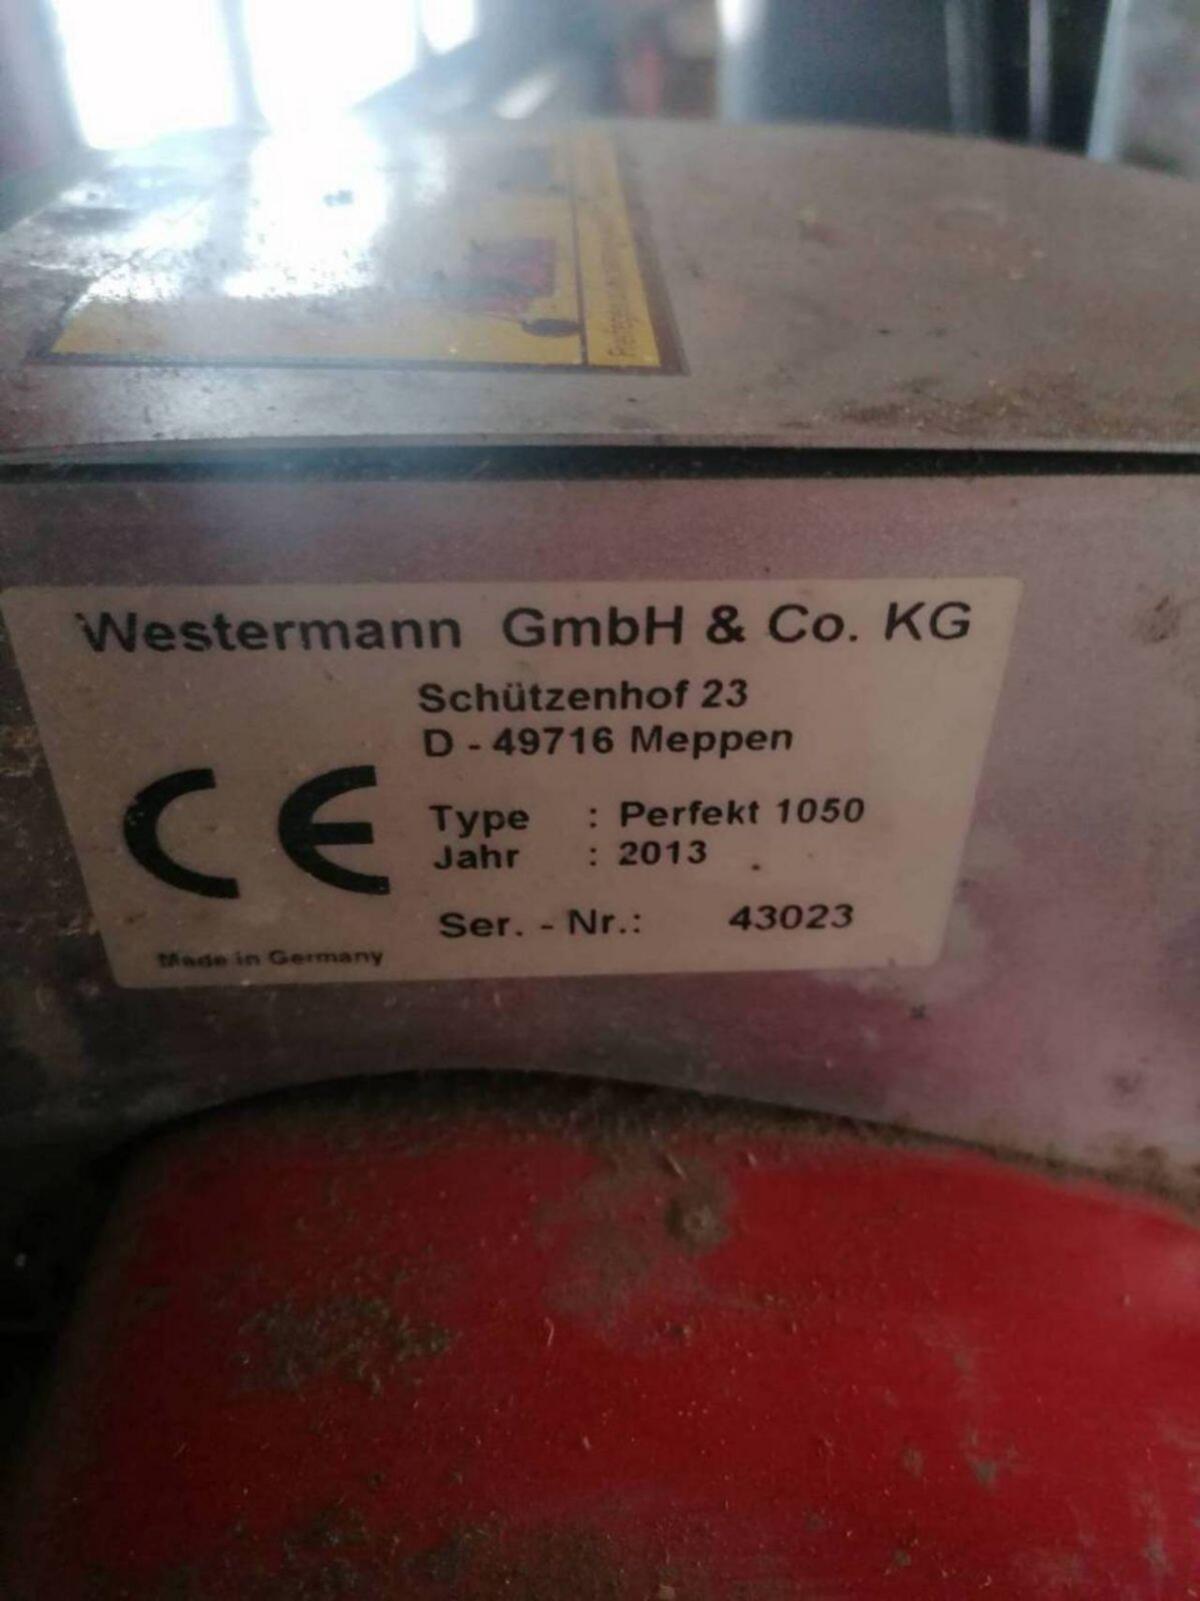 Westermann GmbH & Co. KG
Schützenhof 23
D - 49716 Meppen
CE
Type : Perfekt 1050
Jahr : 2013
Ser. - Nr.: 43023
Made in Germany